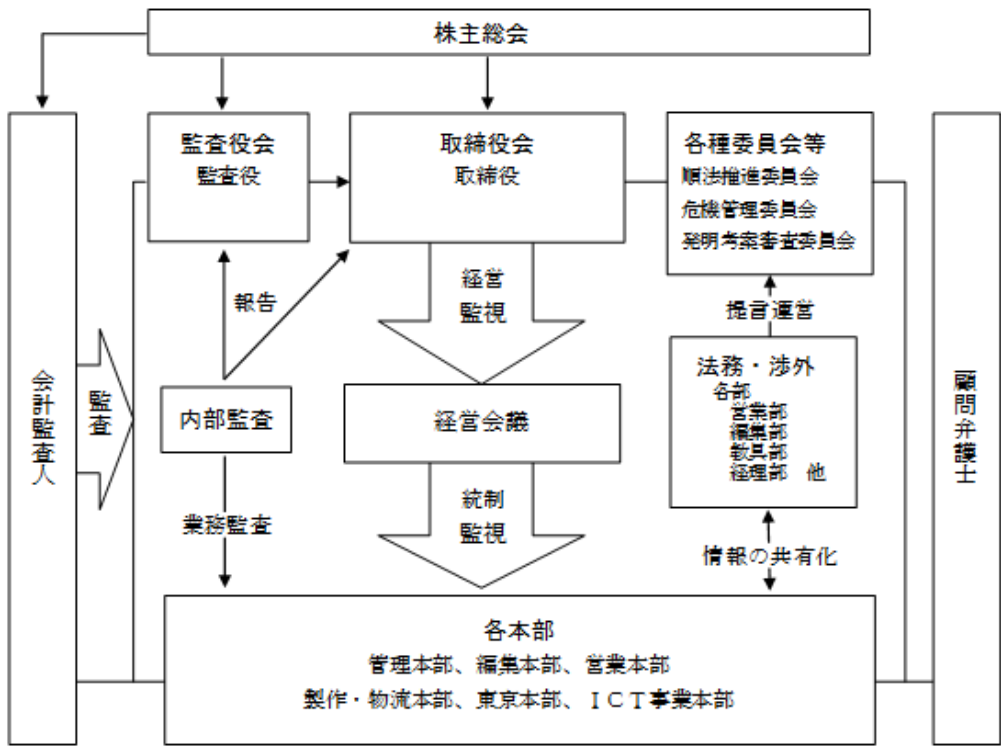 株主総会
監査役会
監査役
取締役会
取締役
各種委員会等
順法推進委員会
危機管理委員会
発明考案審査委員会
経営
監視
報告
提言運営
会計監査人
監査
内部監査
経営会議
法務・渉外
各部
営業部
編集部
教具部
経理部 他
顧問弁護士
業務監査
統制
監視
情報の共有化
各本部
管理本部、編集本部、営業本部
製作・物流本部、東京本部、ＩＣＴ事業本部